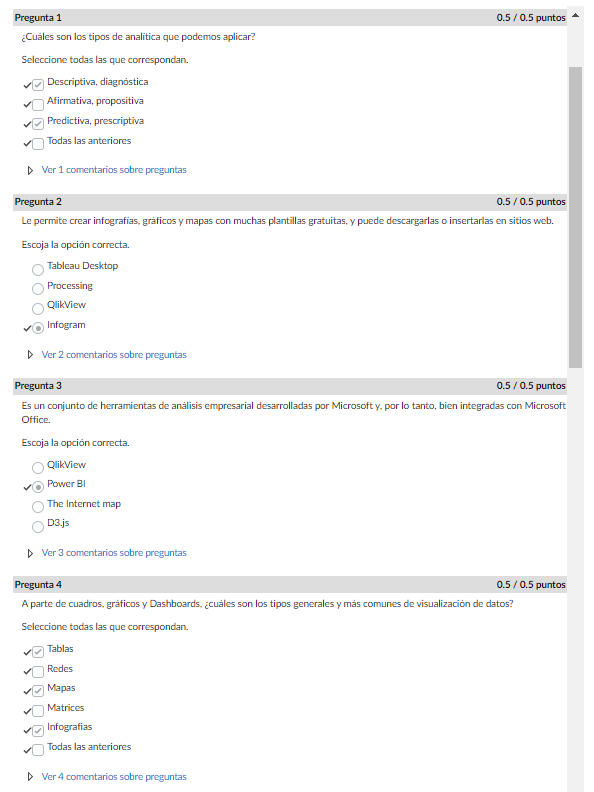 Pregunta 1 0.5 / 0.5 puntos
¿Cuáles son los tipos de analítica que podemos aplicar?
Seleccione todas las que correspondan.
Descriptiva, diagnóstica
Afirmativa, propositiva
Predictiva, prescriptiva
Todas las anteriores
Ver 1 comentarios sobre preguntas
Pregunta 2 0.5 / 0.5 puntos
Le permite crear infografías, gráficos y mapas con muchas plantillas gratuitas, y puede descargarlas o insertarlas en sitios web.
Escoja la opción correcta.
Tableau Desktop
Processing
QlikView
Infogram
Ver 2 comentarios sobre preguntas
Pregunta 3 0.5 / 0.5 puntos
Es un conjunto de herramientas de análisis empresarial desarrolladas por Microsoft y, por lo tanto, bien integradas con Microsoft
Office.
Escoja la opción correcta.
QlikView
Power BI
The Internet map
D3.js
Ver 3 comentarios sobre preguntas
Pregunta 4 0.5 / 0.5 puntos
A parte de cuadros, gráficos y Dashboards, ¿cuáles son los tipos generales y más comunes de visualización de datos?
Seleccione todas las que correspondan.
Tablas
Redes
Mapas
Matrices
Infografías
Todas las anteriores
Ver 4 comentarios sobre preguntas